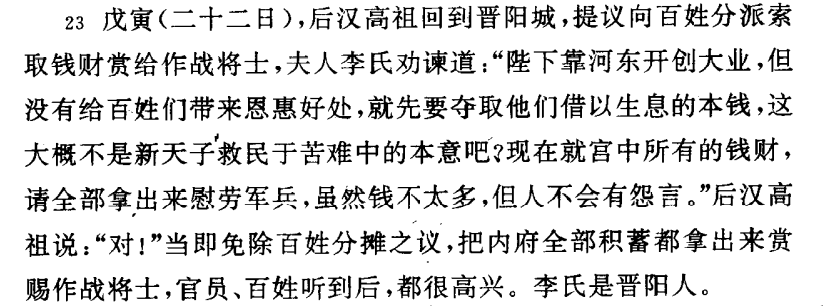 23 戊寅(二十二日),后汉高祖回到晋阳城,提议向百姓分派索
取钱财赏给作战将士,夫人李氏劝谏道:“陛下靠河东开创大业,但
没有给百姓们带来恩惠好处,就先要夺取他们借以生息的本钱,这
大概不是新天子救民于苦难中的本意吧?现在就宫中所有的钱财,
请全部拿出来慰劳军兵,虽然钱不太多,但人不会有怨言。”后汉高
祖说:“对!”当即免除百姓分摊之议,把内府全部积蓄都拿出来赏
赐作战将士,官员、百姓听到后,都很高兴。李氏是晋阳人。